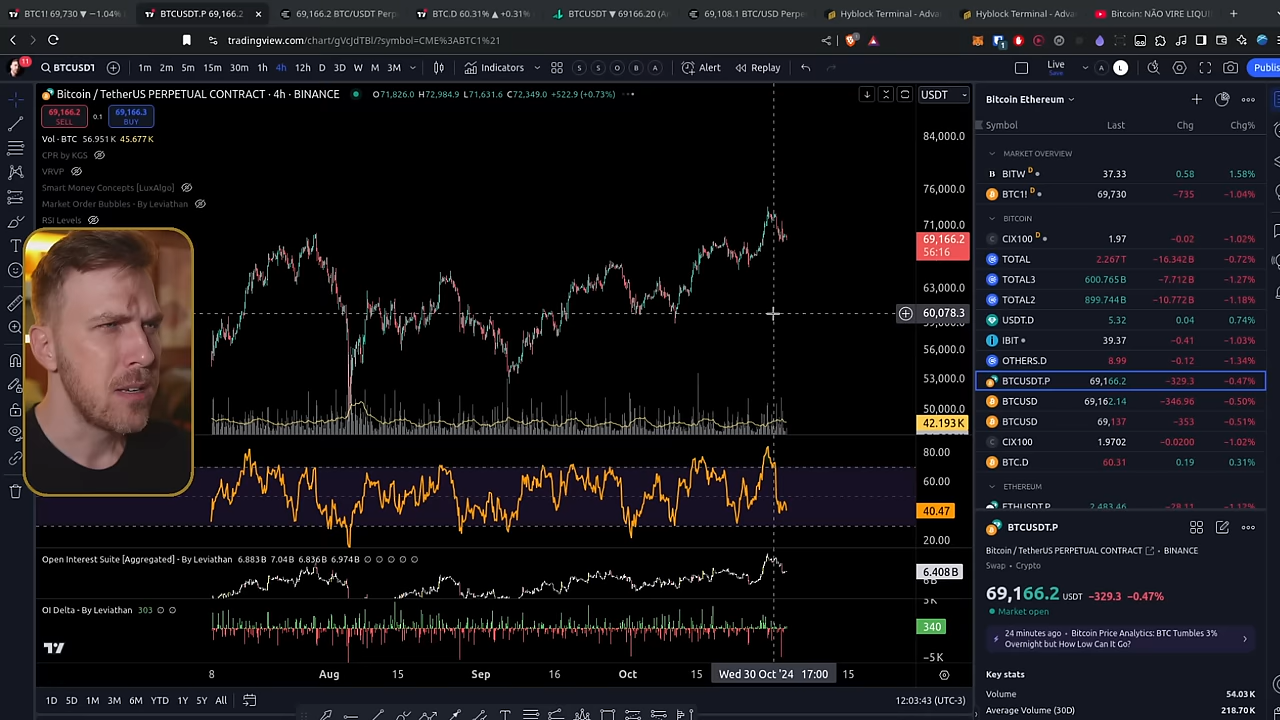 BTC1! 69,730 ▼ −1.04%
BTCUSDT.P 69,166.2
69,166.2 BTC/USDT Perp
BTC.D 60.31% ▲ +0.31%
BTCUSDT ▼ 69166.20
69,108.1 BTC/USD Perpe
Hyblock Terminal - Adva
Hyblock Terminal - Adva
Bitcoin: NÃO VIRE LIQU
tradingview.com/chart/gVcJdTBI/?symbol=CME%3ABTC1%21
11
BTCUSDT
1m 2m 5m 15m 30m 1h 4h 12h D 3D W M 3M
Indicators
S S O B A
Alert
Replay
Live
Save
A L
Publis
Bitcoin / TetherUS PERPETUAL CONTRACT · 4h · BINANCE
O71,826.0 H72,984.9 L71,631.6 C72,349.0 +522.9 (+0.73%)
USDT
69,166.2
SELL
0.1
69,166.3
BUY
Vol · BTC 56.951K 45.677K
CPR by KGS
VRVP
Smart Money Concepts [LuxAlgo]
Market Order Bubbles - By Leviathan
RSI Levels
84,000.0
76,000.0
71,000.0
69,166.2
56:16
63,000.0
60,078.3
59,000.0
56,000.0
53,000.0
50,000.0
42.193K
80.00
60.00
40.47
20.00
Open Interest Suite [Aggregated] - By Leviathan 6.883B 7.04B 6.836B 6.974B ∅ ∅ ∅ ∅ ∅
6.408B
OI Delta - By Leviathan 303 ∅ ∅
5K
340
−5K
8 Aug 15 Sep 16 Oct 15 Wed 30 Oct '24 17:00 15
1D 5D 1M 3M 6M YTD 1Y 5Y All
12:03:43 (UTC-3)
Bitcoin Ethereum
Symbol Last Chg Chg%
MARKET OVERVIEW
BITW D 37.33 0.58 1.58%
BTC1! D 69,730 −735 −1.04%
BITCOIN
CIX100 D 1.97 −0.02 −1.02%
TOTAL 2.267T −16.342B −0.72%
TOTAL3 600.765B −7.712B −1.27%
TOTAL2 899.744B −10.772B −1.18%
USDT.D 5.32 0.04 0.74%
IBIT 39.37 −0.41 −1.03%
OTHERS.D 8.99 −0.12 −1.34%
BTCUSDT.P 69,166.2 −329.3 −0.47%
BTCUSD 69,162.14 −346.96 −0.50%
BTCUSD 69,137 −353 −0.51%
CIX100 1.9702 −0.0200 −1.02%
BTC.D 60.31 0.19 0.31%
ETHEREUM
ETHUSDT.P 2,483.46 −28.11
BTCUSDT.P
Bitcoin / TetherUS PERPETUAL CONTRACT · BINANCE
Swap · Crypto
69,166.2 USDT −329.3 −0.47%
Market open
24 minutes ago · Bitcoin Price Analytics: BTC Tumbles 3%
Overnight but How Low Can It Go?
Key stats
Volume 54.03K
Average Volume (30D) 218.70K